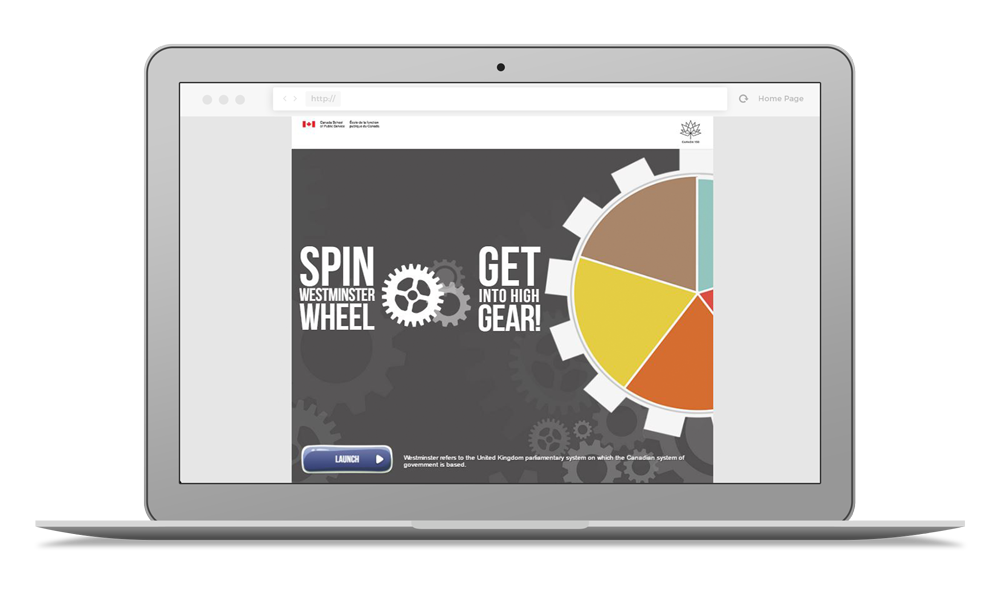 http://
Home Page
Canada School
of Public Service
École de la fonction
publique du Canada
Canada 150
SPIN
WESTMINSTER
WHEEL
GET
INTO HIGH
GEAR!
LAUNCH
Westminster refers to the United Kingdom parliamentary system on which the Canadian system of
government is based.